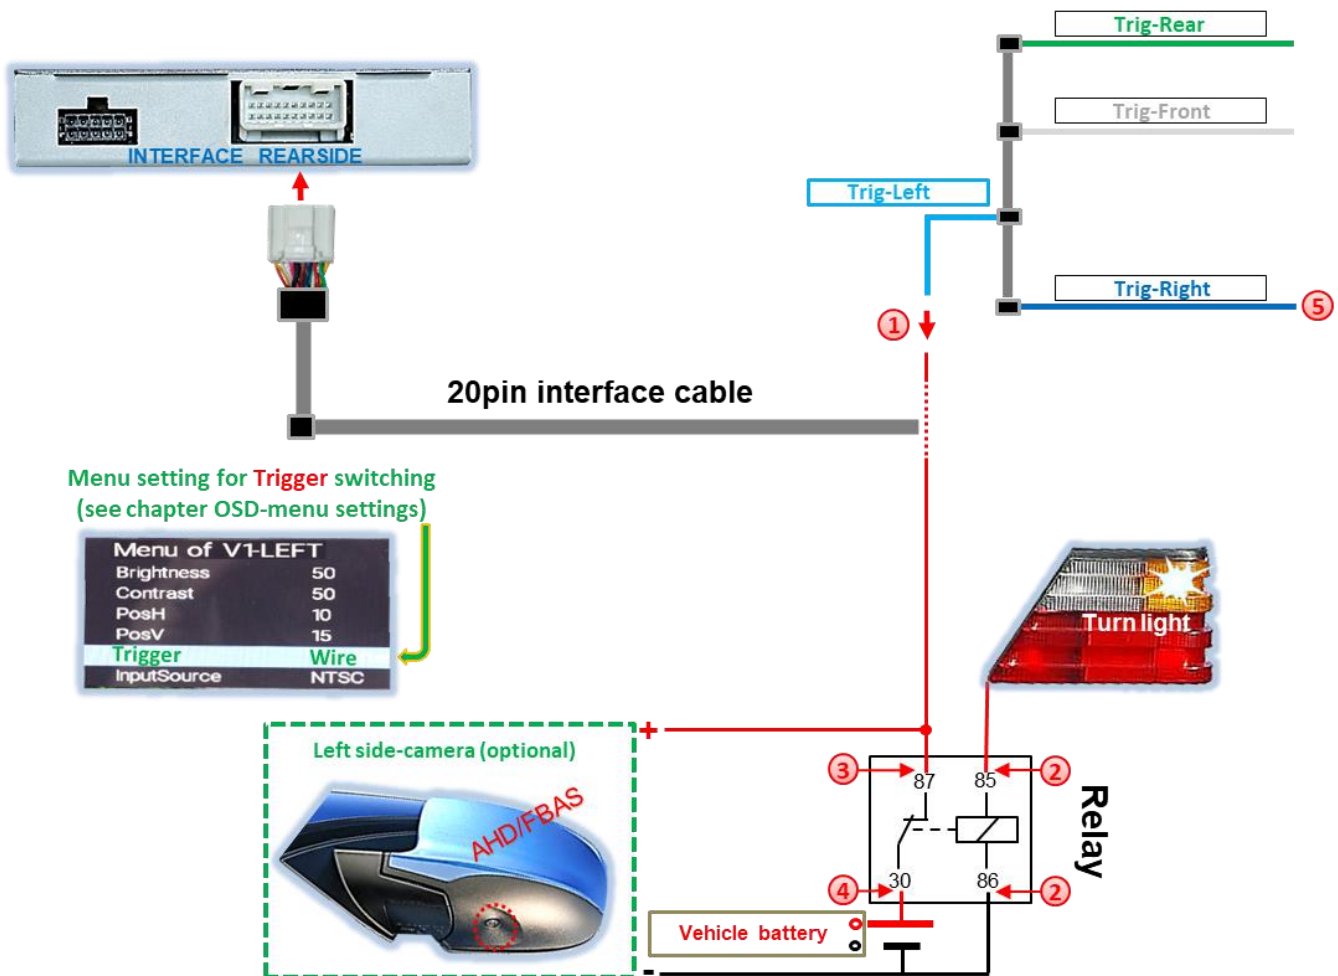 Trig-Rear
Trig-Front
Trig-Left
Trig-Right
5
INTERFACE REARSIDE
1
20pin interface cable
Menu setting for Trigger switching
(see chapter OSD-menu settings)
Menu of V1-LEFT
Brightness 50
Contrast 50
PosH 10
PosV 15
Trigger Wire
InputSource NTSC
Turn light
+
Left side-camera (optional)
AHD/FBAS
3
87
85
2
Relay
4
30
86
2
Vehicle battery
-